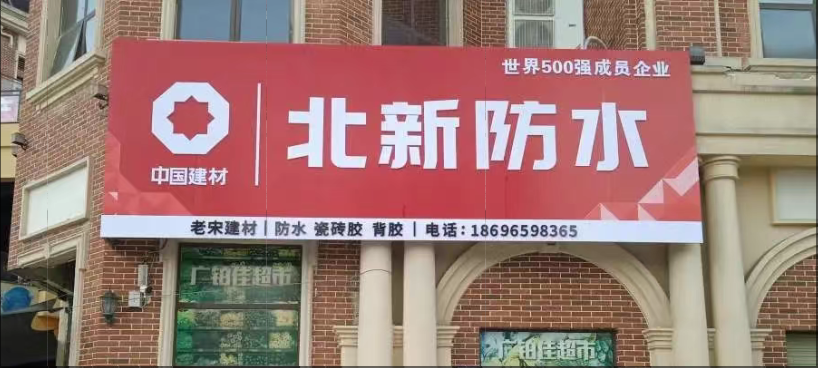 世界500强成员企业
北新防水
中国建材
老宋建材 | 防水 瓷砖胶 背胶 | 电话：18696598365
广铂佳超市
广铂佳超市